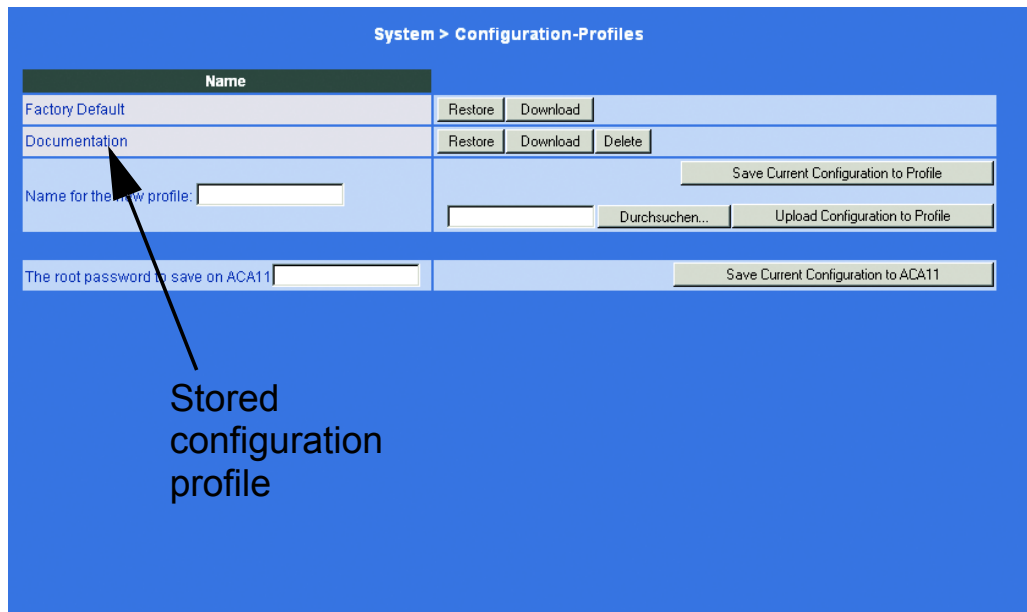 System > Configuration-Profiles
Name
Factory Default
Restore Download
Documentation
Restore Download Delete
Name for the new profile:
Save Current Configuration to Profile
Durchsuchen... Upload Configuration to Profile
The root password to save on ACA11
Save Current Configuration to ACA11
Stored
configuration
profile